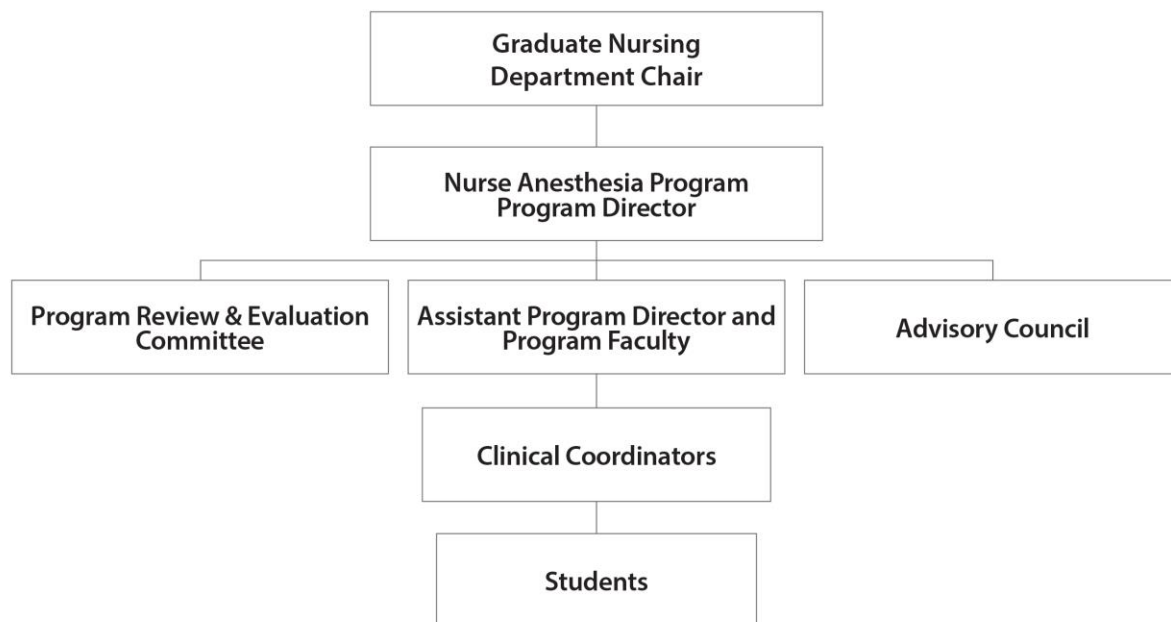 Graduate Nursing
Department Chair
Nurse Anesthesia Program
Program Director
Program Review & Evaluation
Committee
Assistant Program Director and
Program Faculty
Advisory Council
Clinical Coordinators
Students